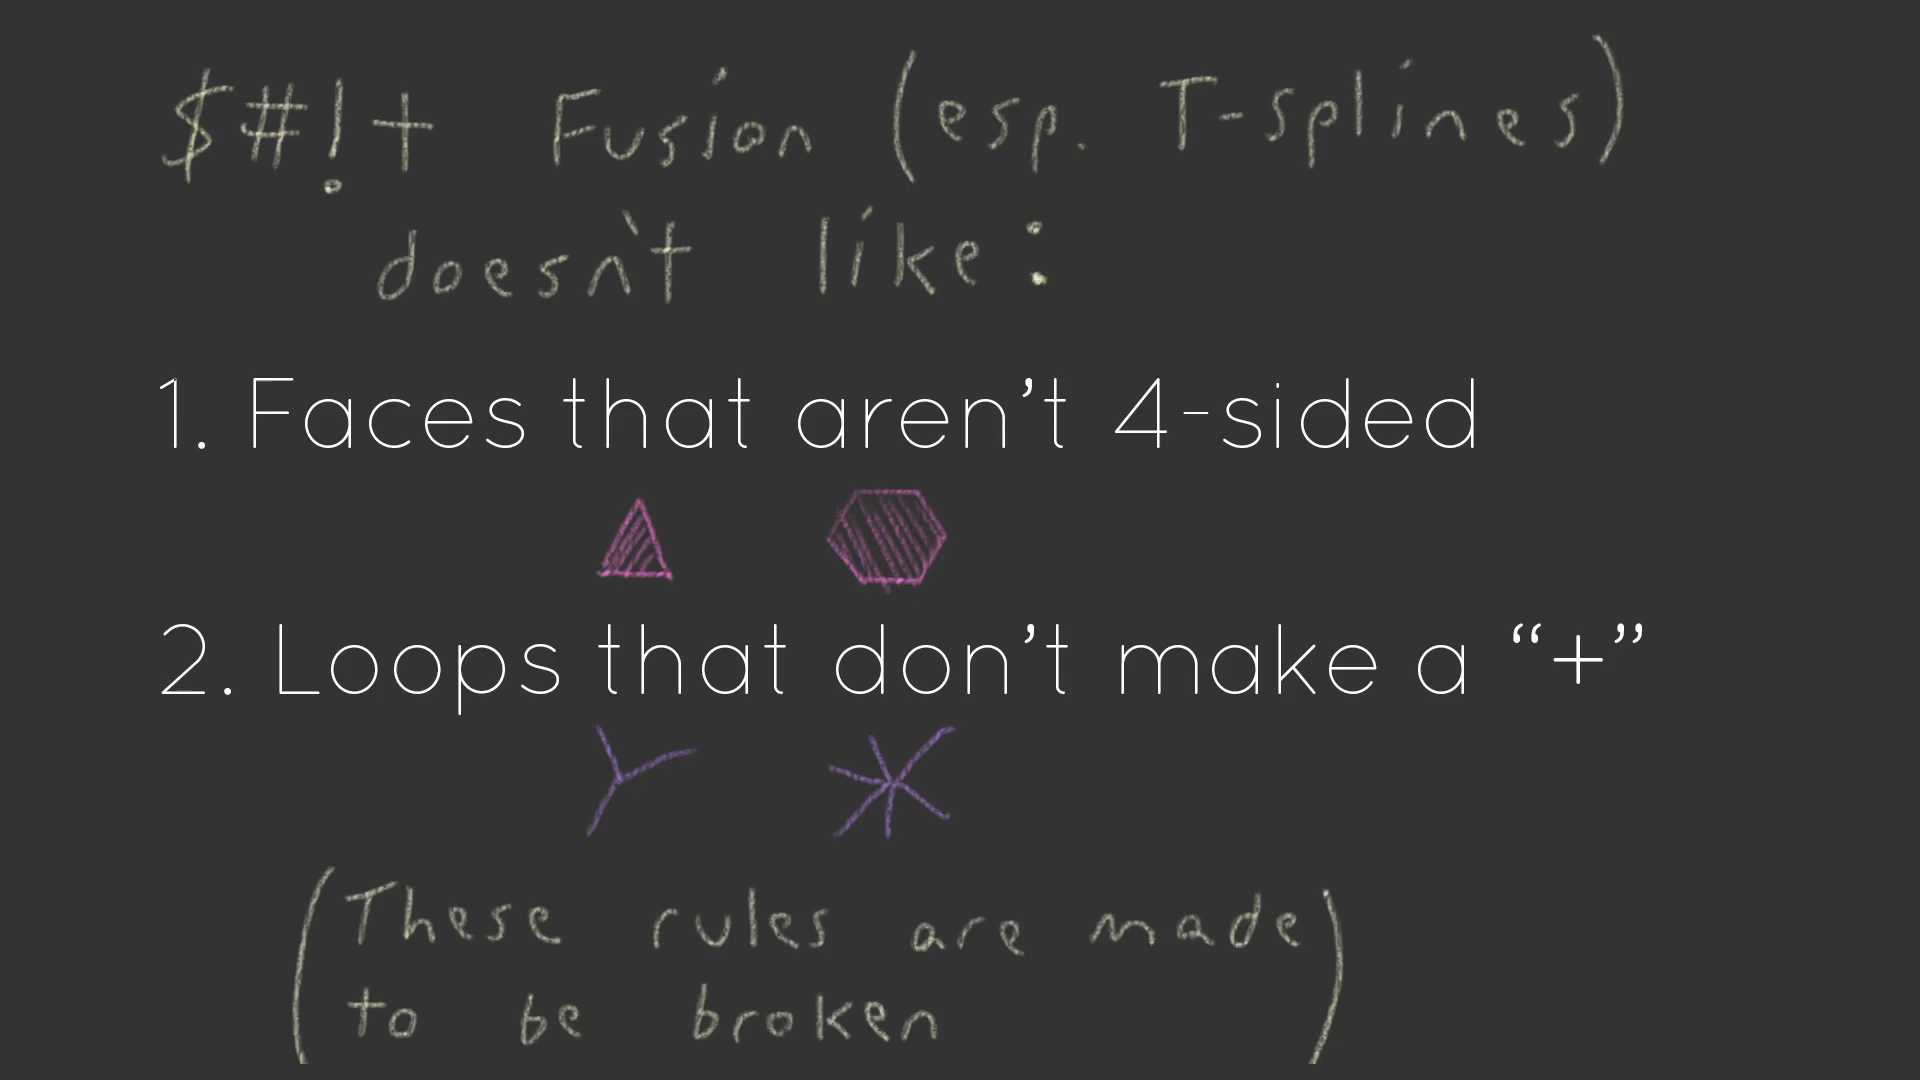 $#!+ Fusion (esp. T-splines)
doesn't like:
1. Faces that aren’t 4-sided
2. Loops that don’t make a “+”
(These rules are made
to be broken)